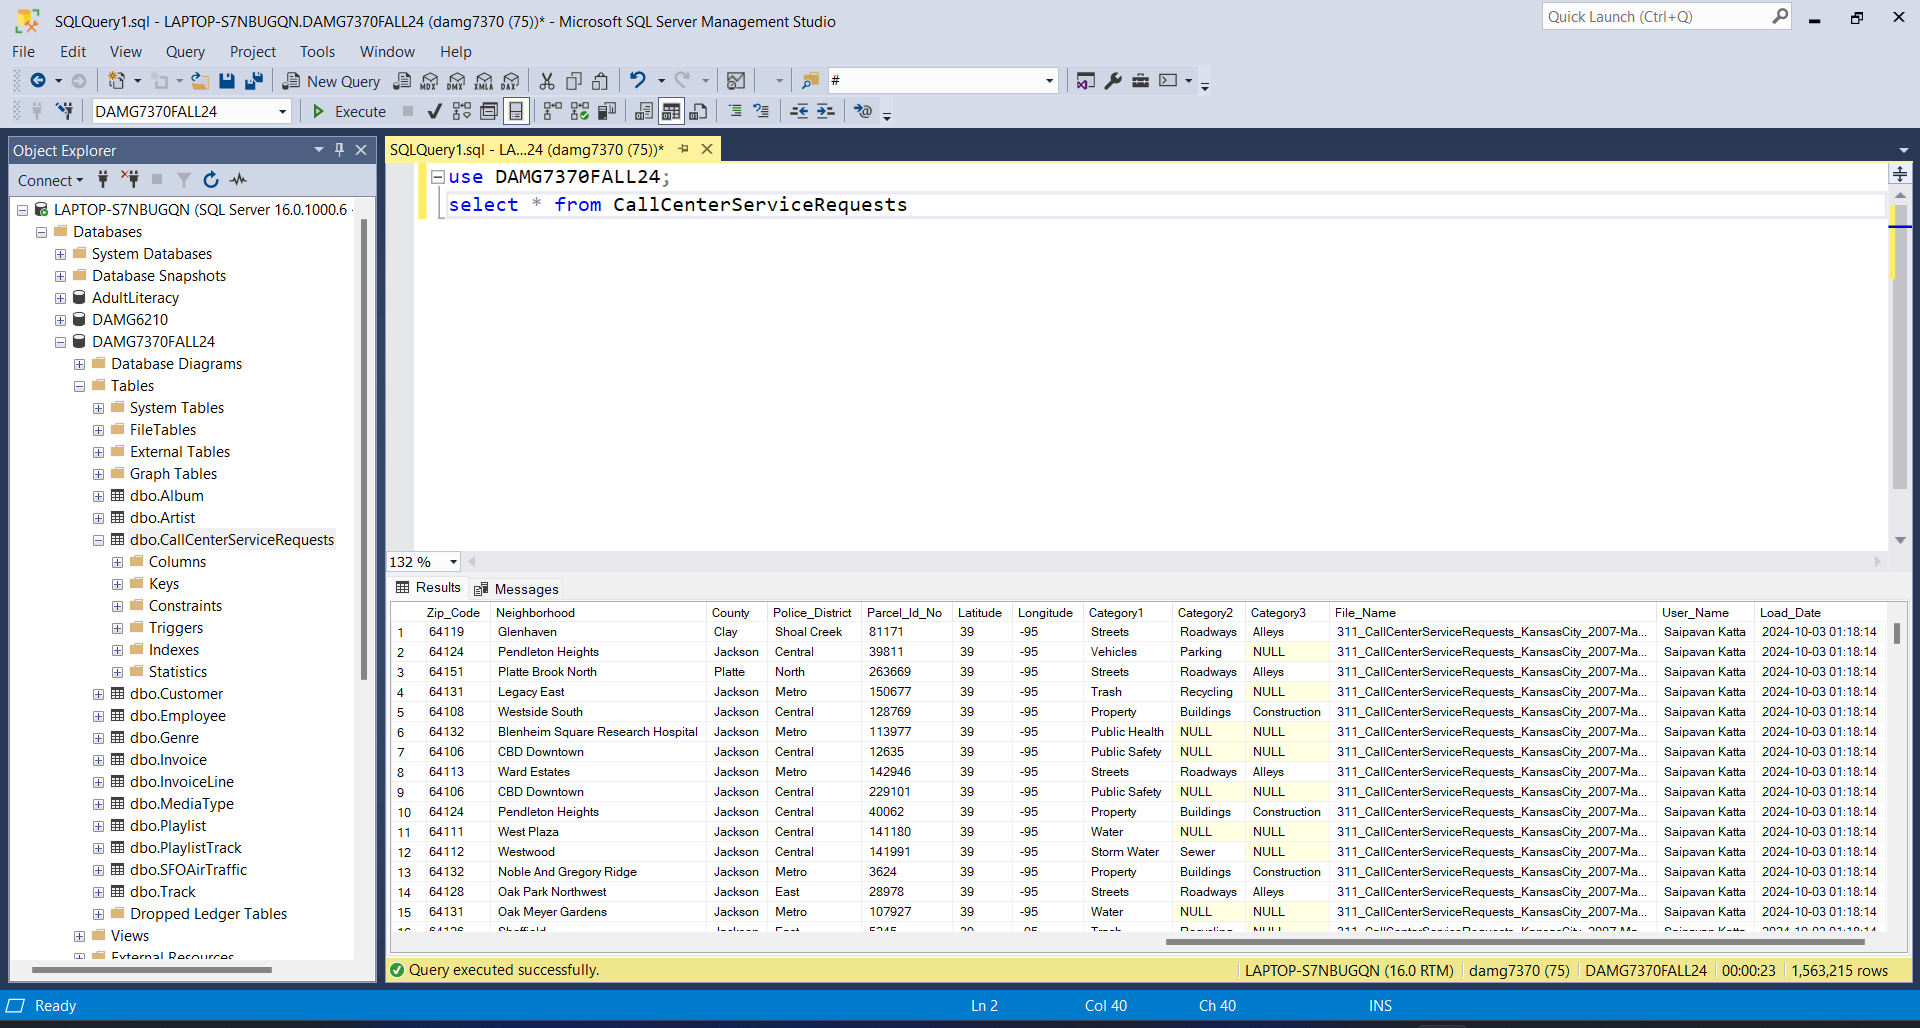 SQLQuery1.sql - LAPTOP-S7NBUGQN.DAMG7370FALL24 (damg7370 (75))* - Microsoft SQL Server Management Studio
Quick Launch (Ctrl+Q)
File Edit View Query Project Tools Window Help
New Query MDX DMX XMLA DAX #
DAMG7370FALL24 Execute
Object Explorer
Connect
LAPTOP-S7NBUGQN (SQL Server 16.0.1000.6 -
Databases
System Databases
Database Snapshots
AdultLiteracy
DAMG6210
DAMG7370FALL24
Database Diagrams
Tables
System Tables
FileTables
External Tables
Graph Tables
dbo.Album
dbo.Artist
dbo.CallCenterServiceRequests
Columns
Keys
Constraints
Triggers
Indexes
Statistics
dbo.Customer
dbo.Employee
dbo.Genre
dbo.Invoice
dbo.InvoiceLine
dbo.MediaType
dbo.Playlist
dbo.PlaylistTrack
dbo.SFOAirTraffic
dbo.Track
Dropped Ledger Tables
Views
External Resources
SQLQuery1.sql - LA...24 (damg7370 (75))*
use DAMG7370FALL24;
select * from CallCenterServiceRequests
132 %
Results Messages
Zip_Code Neighborhood County Police_District Parcel_Id_No Latitude Longitude Category1 Category2 Category3 File_Name User_Name Load_Date
1 64119 Glenhaven Clay Shoal Creek 81171 39 -95 Streets Roadways Alleys 311_CallCenterServiceRequests_KansasCity_2007-Ma... Saipavan Katta 2024-10-03 01:18:14
2 64124 Pendleton Heights Jackson Central 39811 39 -95 Vehicles Parking NULL 311_CallCenterServiceRequests_KansasCity_2007-Ma... Saipavan Katta 2024-10-03 01:18:14
3 64151 Platte Brook North Platte North 263669 39 -95 Streets Roadways Alleys 311_CallCenterServiceRequests_KansasCity_2007-Ma... Saipavan Katta 2024-10-03 01:18:14
4 64131 Legacy East Jackson Metro 150677 39 -95 Trash Recycling NULL 311_CallCenterServiceRequests_KansasCity_2007-Ma... Saipavan Katta 2024-10-03 01:18:14
5 64108 Westside South Jackson Central 128769 39 -95 Property Buildings Construction 311_CallCenterServiceRequests_KansasCity_2007-Ma... Saipavan Katta 2024-10-03 01:18:14
6 64132 Blenheim Square Research Hospital Jackson Metro 113977 39 -95 Public Health NULL NULL 311_CallCenterServiceRequests_KansasCity_2007-Ma... Saipavan Katta 2024-10-03 01:18:14
7 64106 CBD Downtown Jackson Central 12635 39 -95 Public Safety NULL NULL 311_CallCenterServiceRequests_KansasCity_2007-Ma... Saipavan Katta 2024-10-03 01:18:14
8 64113 Ward Estates Jackson Metro 142946 39 -95 Streets Roadways Alleys 311_CallCenterServiceRequests_KansasCity_2007-Ma... Saipavan Katta 2024-10-03 01:18:14
9 64106 CBD Downtown Jackson Central 229101 39 -95 Public Safety NULL NULL 311_CallCenterServiceRequests_KansasCity_2007-Ma... Saipavan Katta 2024-10-03 01:18:14
10 64124 Pendleton Heights Jackson Central 40062 39 -95 Property Buildings Construction 311_CallCenterServiceRequests_KansasCity_2007-Ma... Saipavan Katta 2024-10-03 01:18:14
11 64111 West Plaza Jackson Central 141180 39 -95 Water NULL NULL 311_CallCenterServiceRequests_KansasCity_2007-Ma... Saipavan Katta 2024-10-03 01:18:14
12 64112 Westwood Jackson Central 141991 39 -95 Storm Water Sewer NULL 311_CallCenterServiceRequests_KansasCity_2007-Ma... Saipavan Katta 2024-10-03 01:18:14
13 64132 Noble And Gregory Ridge Jackson Metro 3624 39 -95 Property Buildings Construction 311_CallCenterServiceRequests_KansasCity_2007-Ma... Saipavan Katta 2024-10-03 01:18:14
14 64128 Oak Park Northwest Jackson East 28978 39 -95 Streets Roadways Alleys 311_CallCenterServiceRequests_KansasCity_2007-Ma... Saipavan Katta 2024-10-03 01:18:14
15 64131 Oak Meyer Gardens Jackson Metro 107927 39 -95 Water NULL NULL 311_CallCenterServiceRequests_KansasCity_2007-Ma... Saipavan Katta 2024-10-03 01:18:14
Query executed successfully. LAPTOP-S7NBUGQN (16.0 RTM) damg7370 (75) DAMG7370FALL24 00:00:23 1,563,215 rows
Ready Ln 2 Col 40 Ch 40 INS